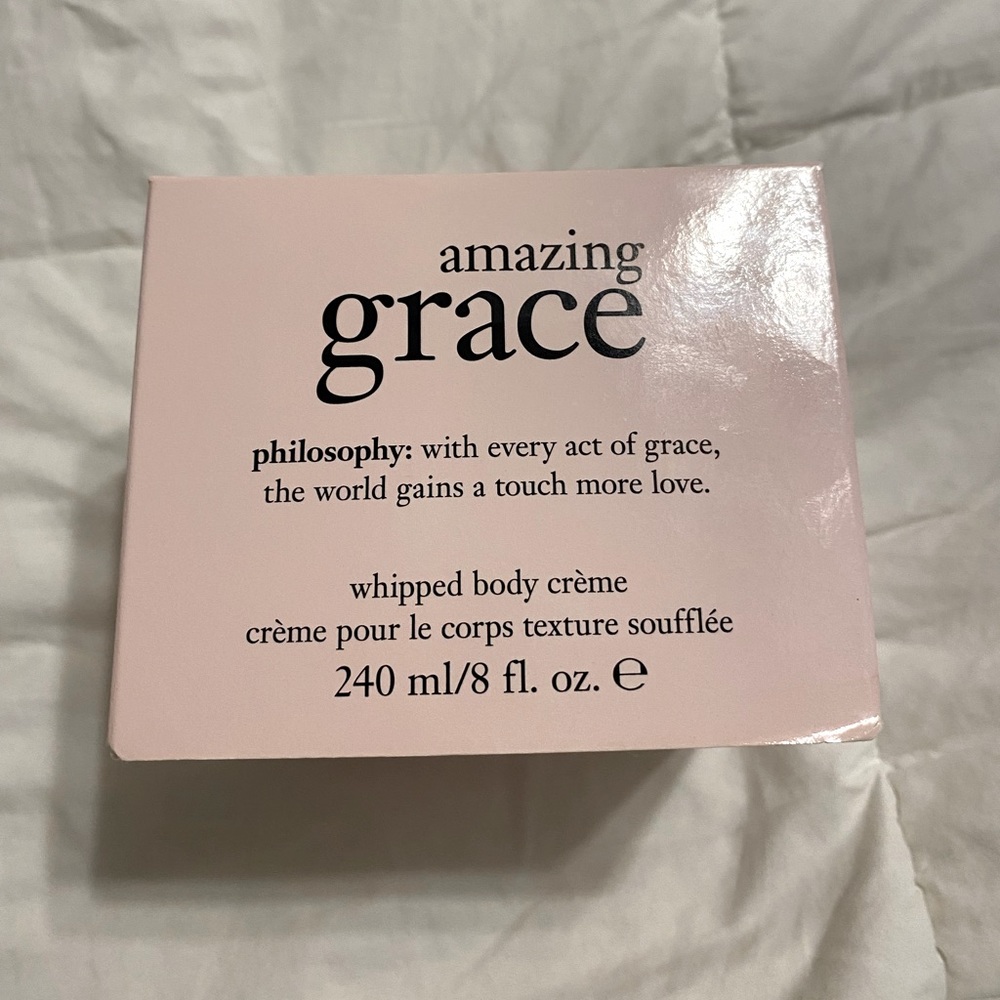 amazing
grace
philosophy: with every act of grace,
the world gains a touch more love.
whipped body crème
crème pour le corps texture soufflée
240 ml/8 fl. oz. ℮